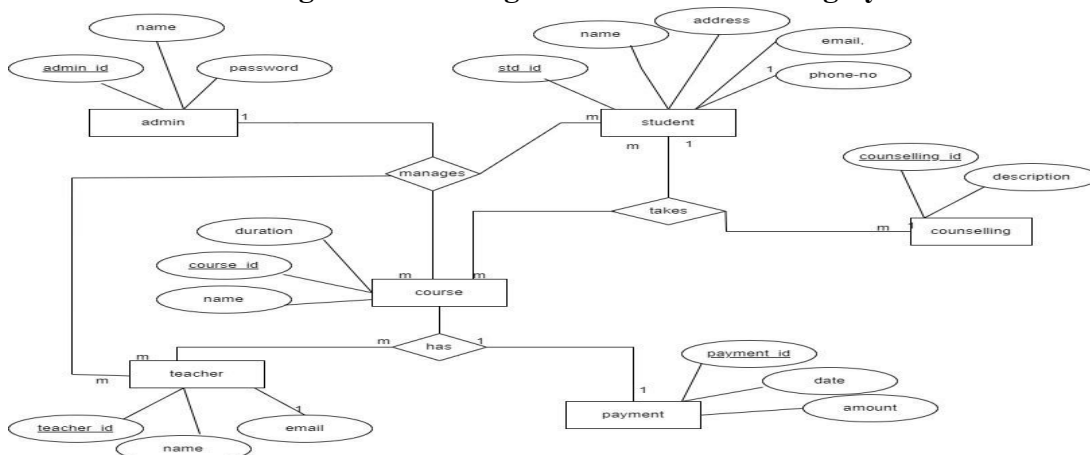 name
address
name
email,
admin_id
password
std_id
1
phone-no
admin
1
m
student
m
1
counselling_id
manages
description
takes
duration
m
1
counselling
course_id
m
m
course
name
m
1
has
payment_id
m
teacher
m
date
1
payment
amount
1
teacher_id
email
name